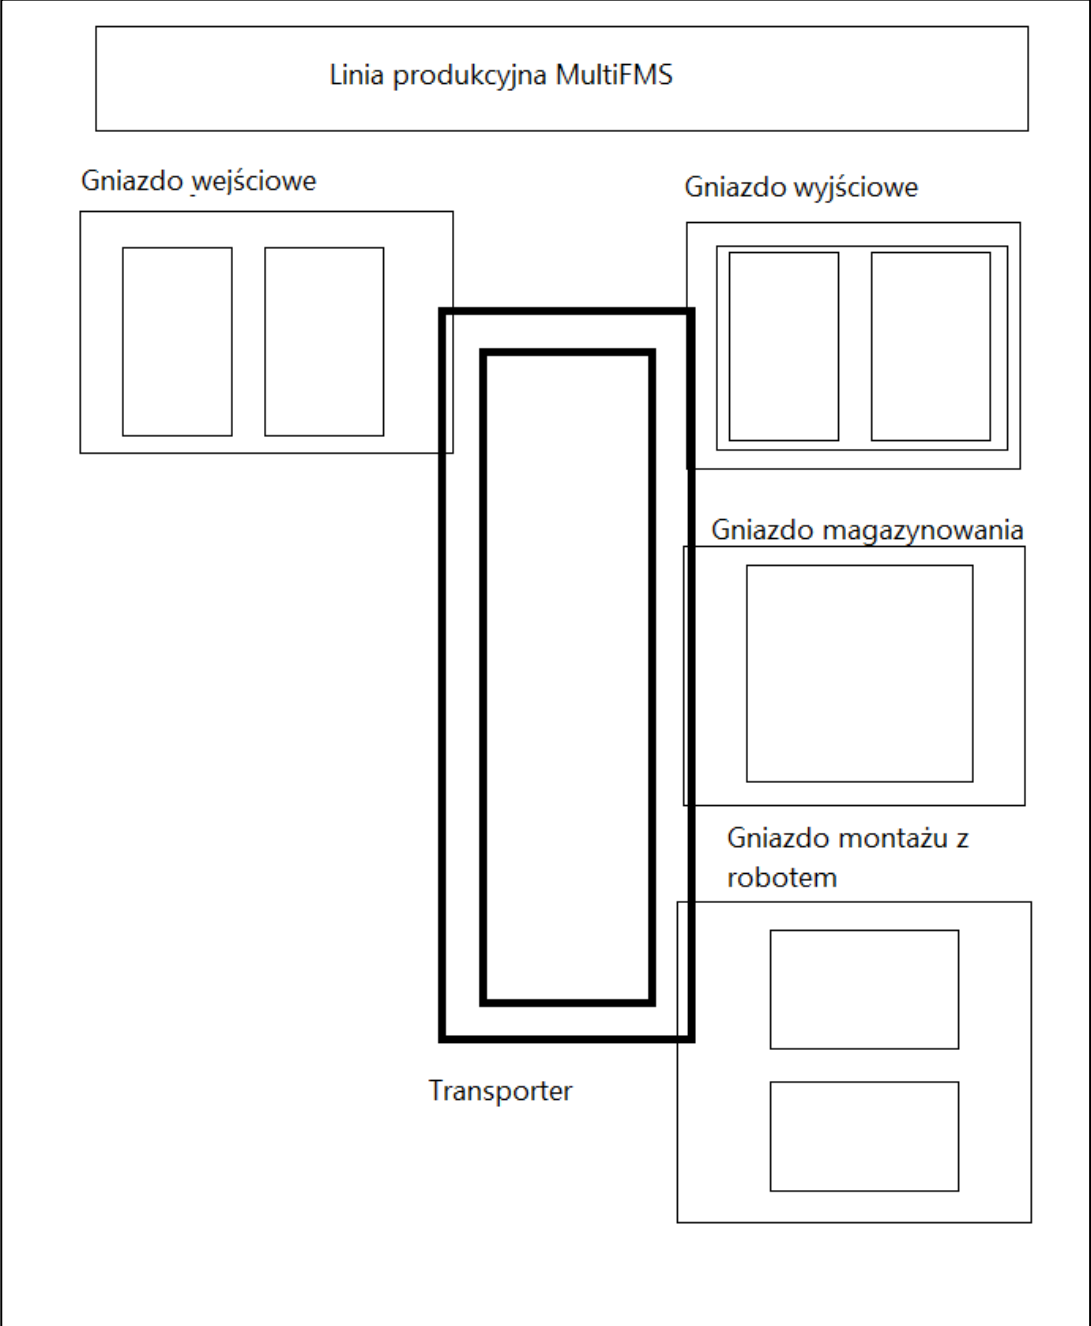 Linia produkcyjna MultiFMS
Gniazdo wejściowe
Gniazdo wyjściowe
Gniazdo magazynowania
Gniazdo montażu z
robotem
Transporter